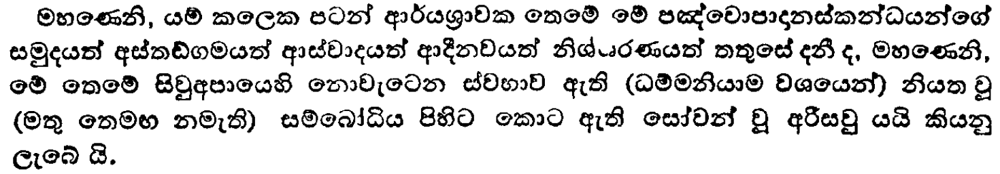 මහණෙනි, යම් කලෙක පටන් ආර්යශ්‍රාවක තෙමේ මේ පඤ්චොපාදානස්කන්ධයන්ගේ
සමුදයත් අස්තඞ්ගමයත් ආස්වාදයත් ආදීනවයත් නිශ්ශරණයත් තතුසේ දනී ද, මහණෙනි,
මේ තෙමේ සිවුඅපායෙහි නොවැටෙන ස්වභාව ඇති (ධම්මනියාම වශයෙන්) නියත වූ
(මතු තෙමඟ නමැති) සම්බෝධිය පිහිට කොට ඇති සෝවන් වූ අරීසවු යයි කියනු
ලැබේ යි.